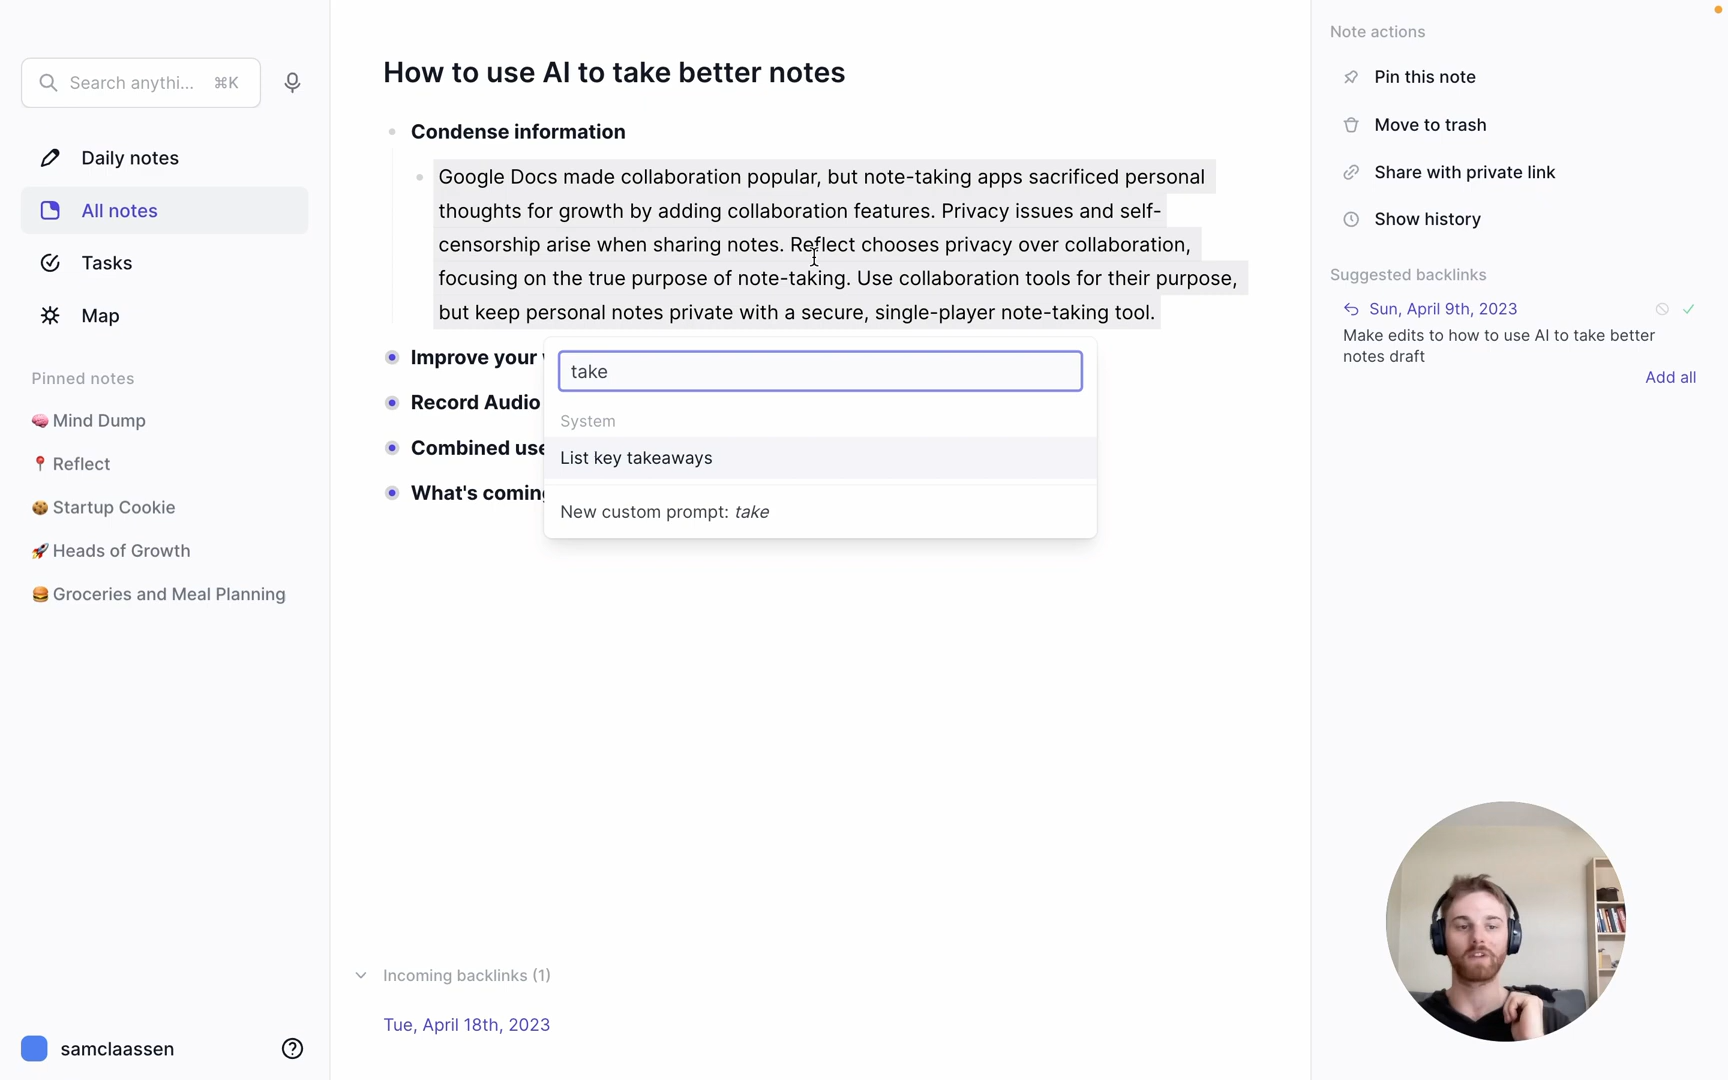 Search anythi... ⌘K
Daily notes
All notes
Tasks
Map
Pinned notes
🧠 Mind Dump
📍 Reflect
🍪 Startup Cookie
🚀 Heads of Growth
🍔 Groceries and Meal Planning
samclaassen
How to use AI to take better notes
Condense information
Google Docs made collaboration popular, but note-taking apps sacrificed personal
thoughts for growth by adding collaboration features. Privacy issues and self-
censorship arise when sharing notes. Reflect chooses privacy over collaboration,
focusing on the true purpose of note-taking. Use collaboration tools for their purpose,
but keep personal notes private with a secure, single-player note-taking tool.
Improve your
Record Audio
Combined use
What's coming
take
System
List key takeaways
New custom prompt: take
Incoming backlinks (1)
Tue, April 18th, 2023
Note actions
Pin this note
Move to trash
Share with private link
Show history
Suggested backlinks
Sun, April 9th, 2023
Make edits to how to use AI to take better
notes draft
Add all